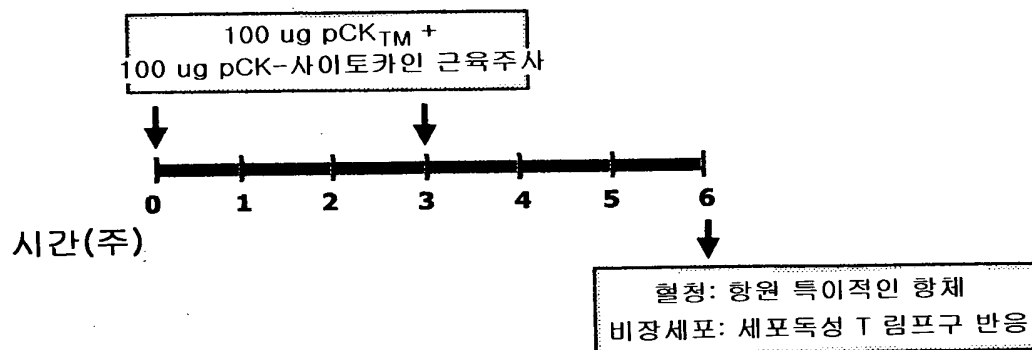 100 ug pCKTM +
100 ug pCK-사이토카인 근육주사
0 1 2 3 4 5 6
시간(주)
혈청: 항원 특이적인 항체
비장세포: 세포독성 T 림프구 반응